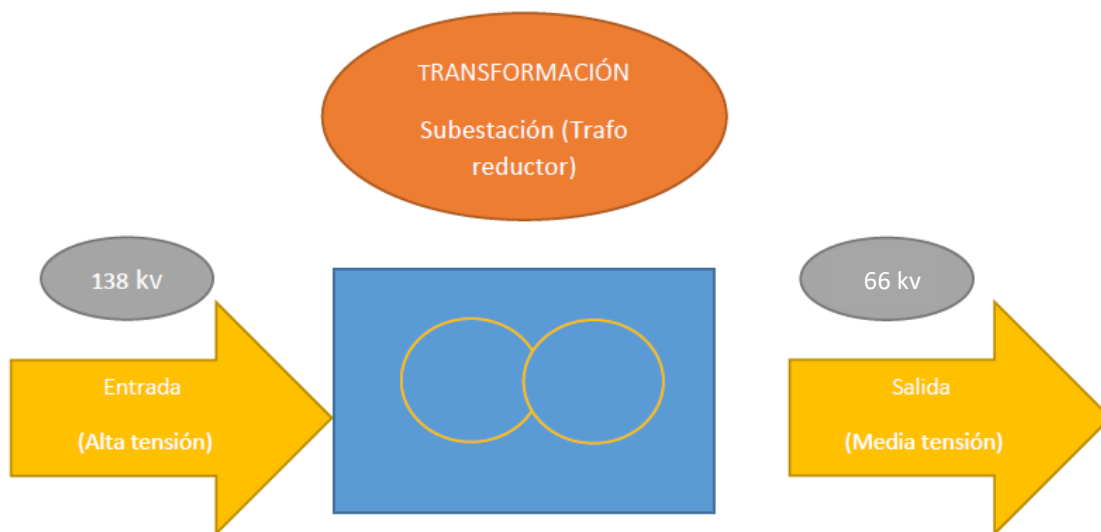 TRANSFORMACIÓN
Subestación (Trafo
reductor)
138 kv
66 kv
Entrada
(Alta tensión)
Salida
(Media tensión)